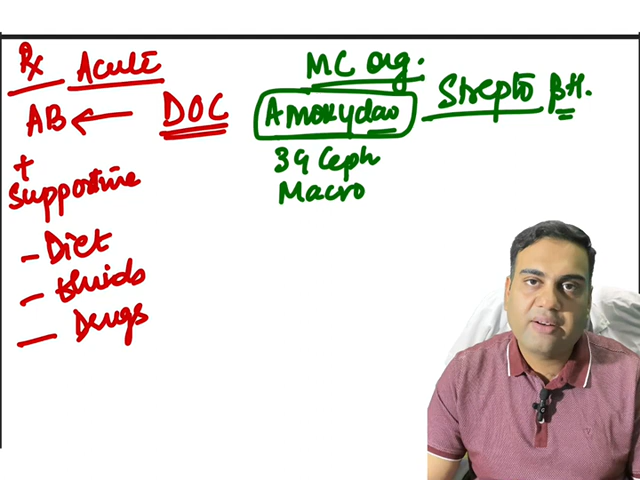 Rx Acute
MC Org.
AB ← DOC
Amoxyclav
Strepto βH.
3G Ceph
Macro
+
Supportive
- Diet
- fluids
- Drugs